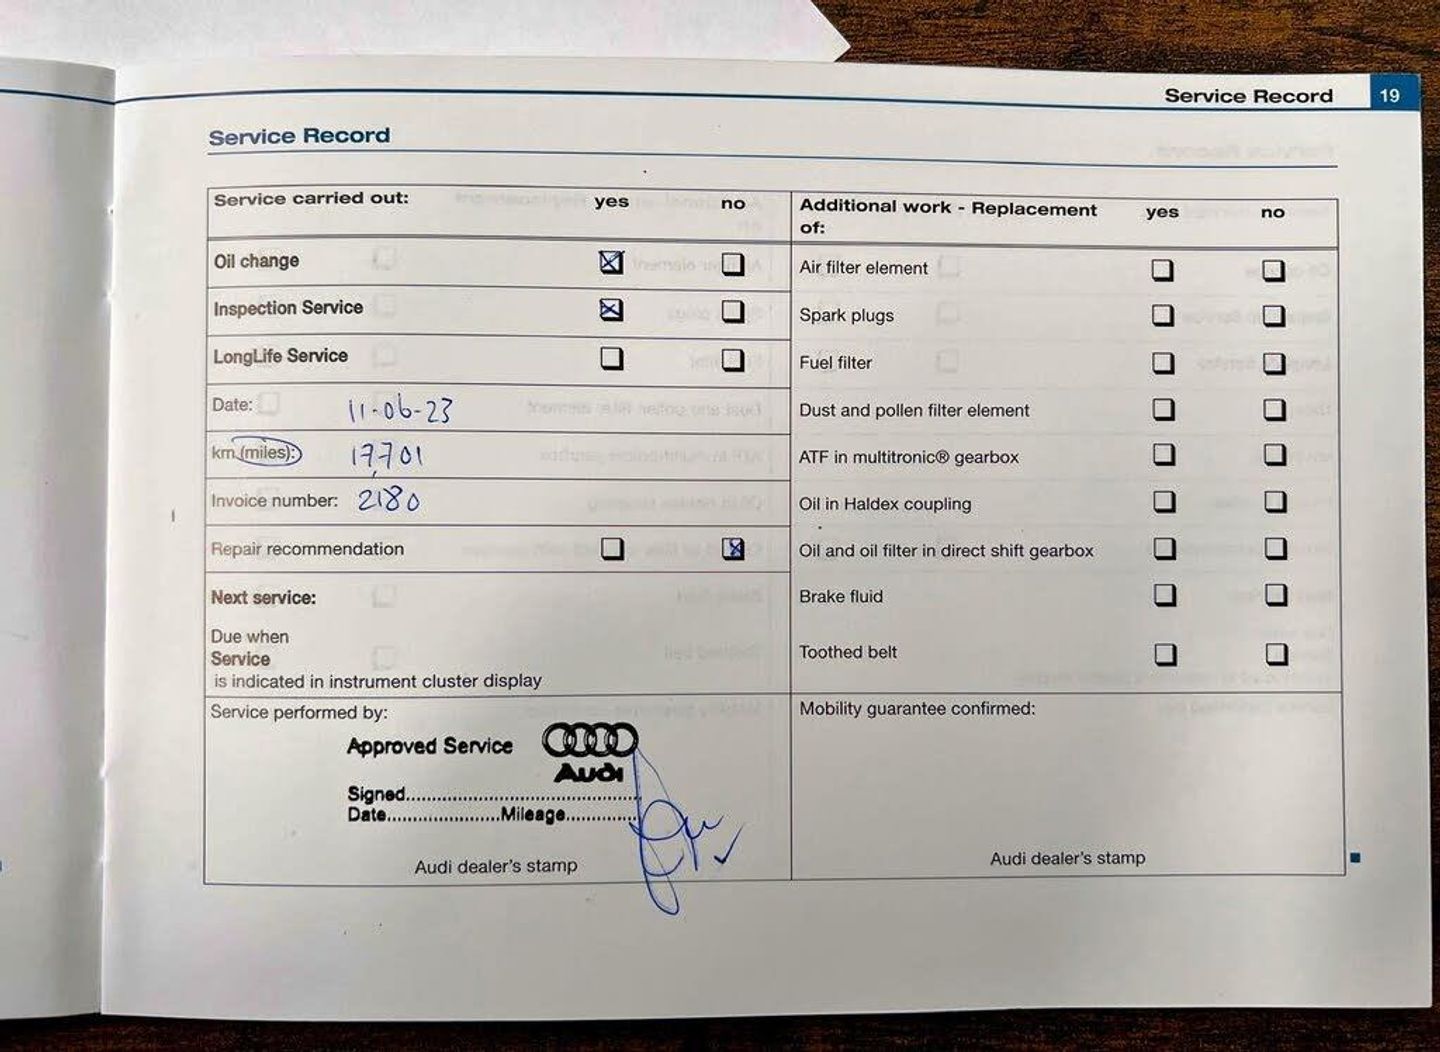 Service Record 19
Service Record
Service carried out: yes no
Oil change
Inspection Service
LongLife Service
Date: 11-06-23
km (miles): 17,701
Invoice number: 2180
Repair recommendation
Next service:
Due when
Service
is indicated in instrument cluster display
Service performed by:
Approved Service
Audi
Signed
Date Mileage
Audi dealer's stamp
Additional work - Replacement yes no
of:
Air filter element
Spark plugs
Fuel filter
Dust and pollen filter element
ATF in multitronic® gearbox
Oil in Haldex coupling
Oil and oil filter in direct shift gearbox
Brake fluid
Toothed belt
Mobility guarantee confirmed:
Audi dealer's stamp